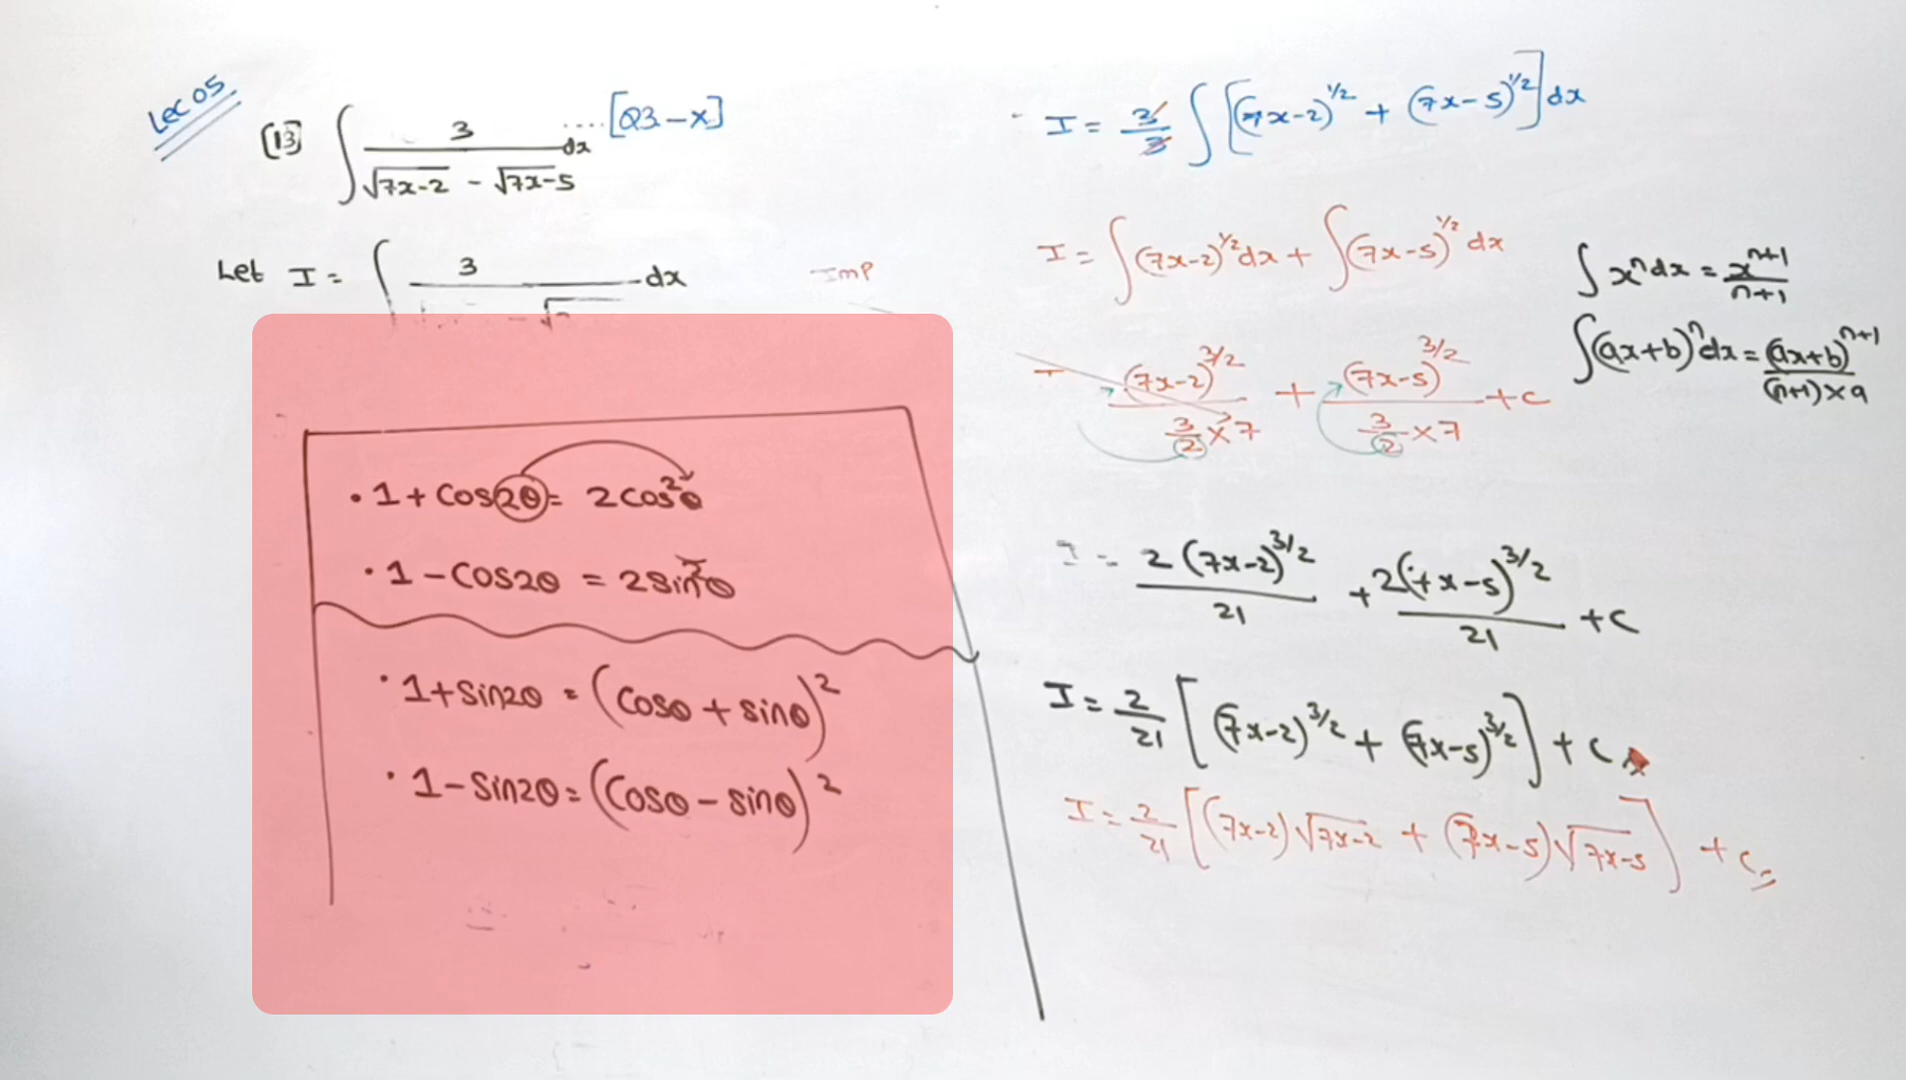 Lec 05
[13] ∫ 3 / (√7x-2 - √7x-5) dx ....[Q3-x]
Let I = ∫ 3 / dx
Imp
• 1 + Cos2θ = 2cos²θ
• 1 - Cos2θ = 2Sin²θ
• 1+Sin2θ = (Cosθ + sinθ)²
• 1-Sin2θ = (Cosθ - sinθ)²
I = 3/3 ∫ [(7x-2)^1/2 + (7x-5)^1/2] dx
I = ∫ (7x-2)^1/2 dx + ∫ (7x-5)^1/2 dx
∫ xⁿ dx = x^n+1 / n+1
∫ (ax+b)ⁿ dx = (ax+b)^n+1 / (n+1)×a
(7x-2)^3/2 / (3/2 × 7) + (7x-5)^3/2 / (3/2 × 7) + c
I = 2(7x-2)^3/2 / 21 + 2(7x-5)^3/2 / 21 + c
I = 2/21 [(7x-2)^3/2 + (7x-5)^3/2] + c
I = 2/21 [(7x-2)√7x-2 + (7x-5)√7x-5] + c